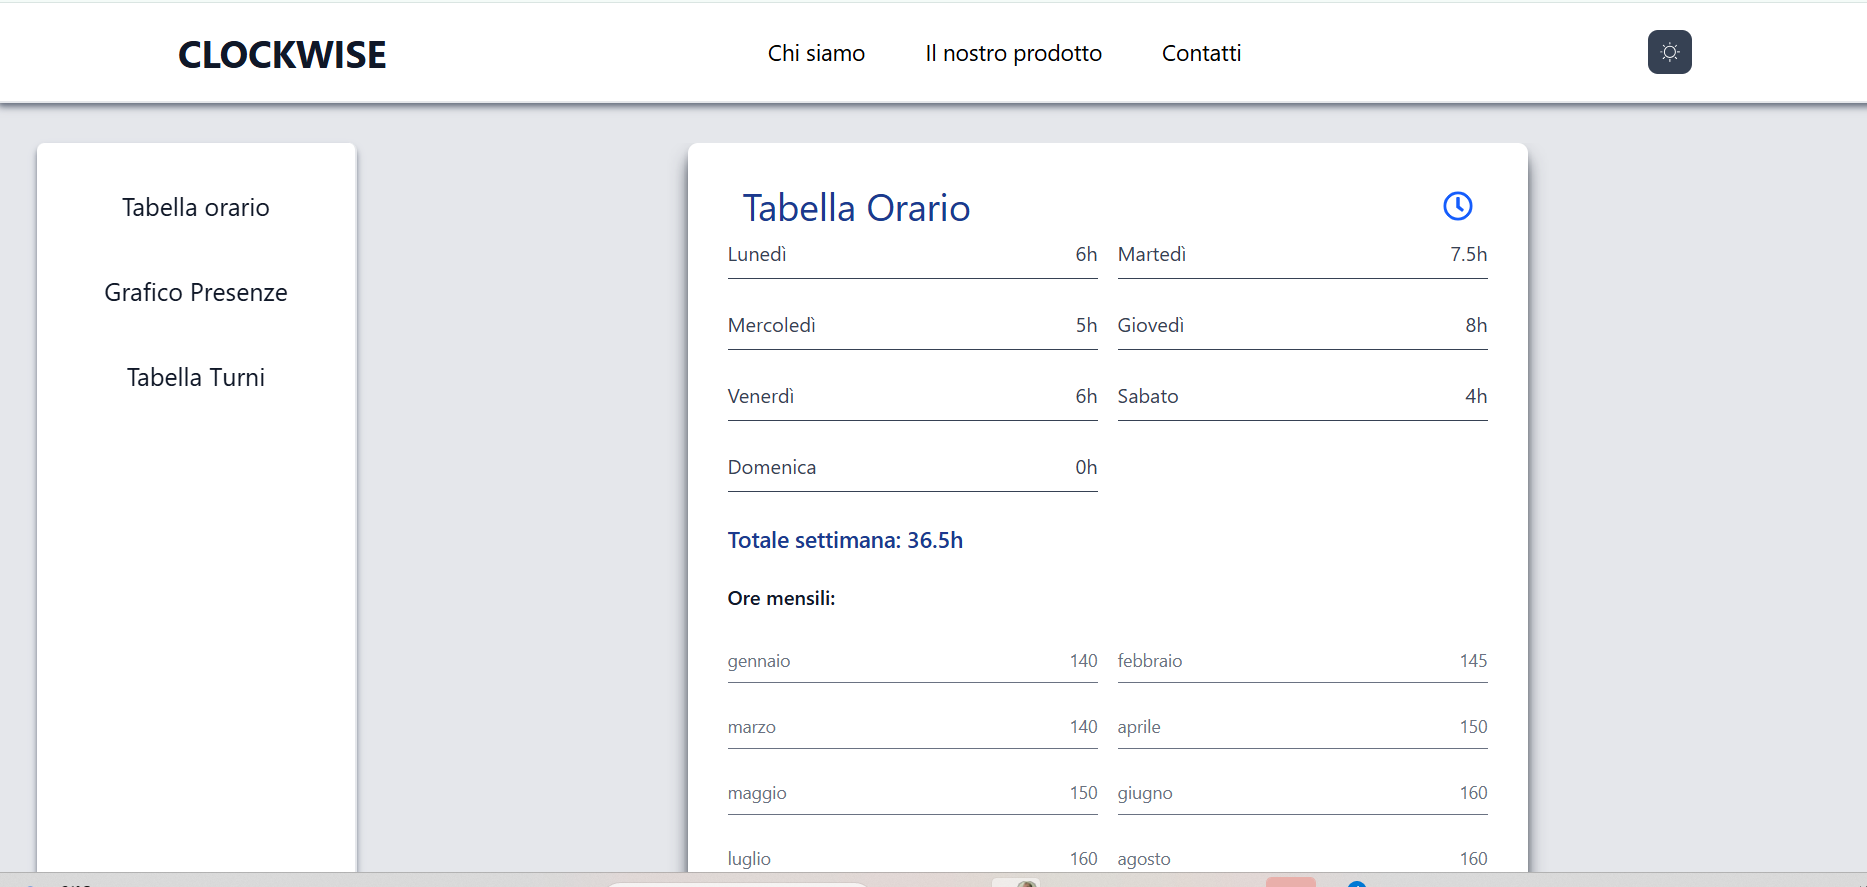 CLOCKWISE
Chi siamo Il nostro prodotto Contatti
Tabella orario
Grafico Presenze
Tabella Turni
Tabella Orario
Lunedì 6h Martedì 7.5h
Mercoledì 5h Giovedì 8h
Venerdì 6h Sabato 4h
Domenica 0h
Totale settimana: 36.5h
Ore mensili:
gennaio 140 febbraio 145
marzo 140 aprile 150
maggio 150 giugno 160
luglio 160 agosto 160